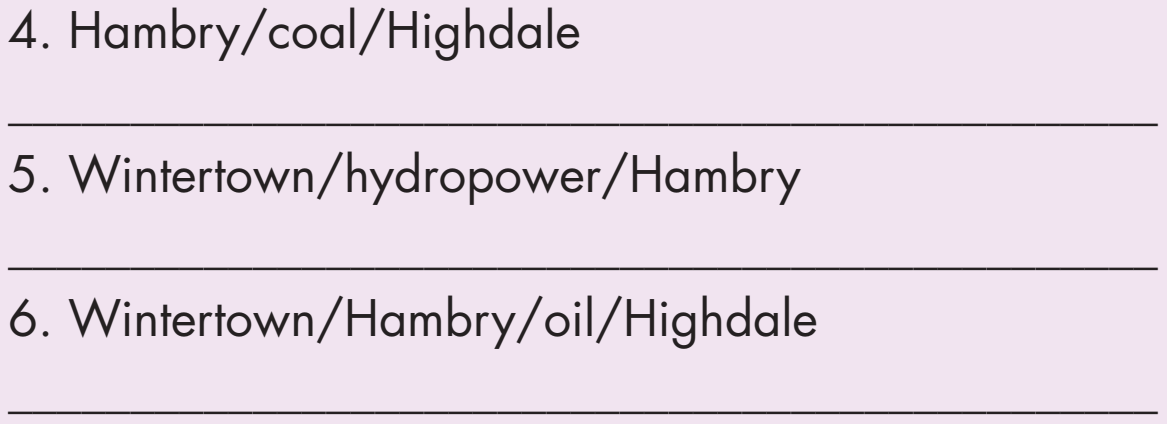 4. Hambry/coal/Highdale
5. Wintertown/hydropower/Hambry
6. Wintertown/Hambry/oil/Highdale